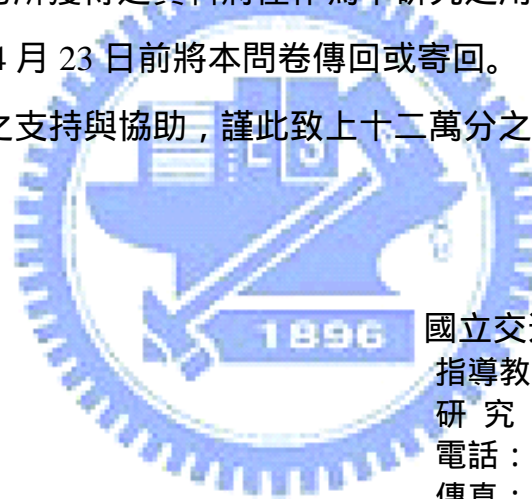 所獲得之資料將僅作為本研究之用
4 月 23 日前將本問卷傳回或寄回。
之支持與協助，謹此致上十二萬分之
1896
國立交
指導教
研 究
電話：
傳真：